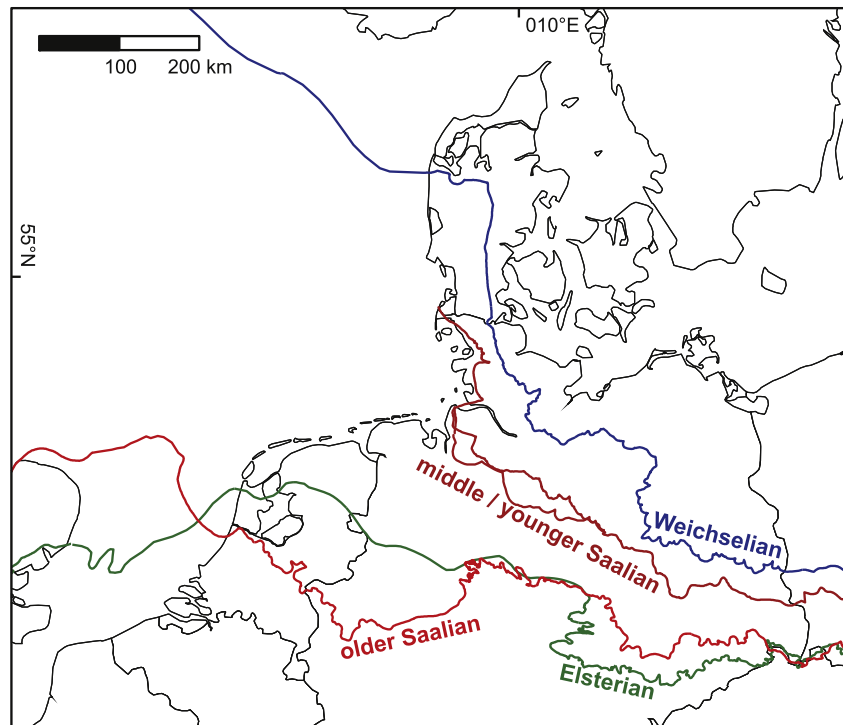 010°E
100
200 km
55°N
middle / younger Saalian
Weichselian
older Saalian
Elsterian